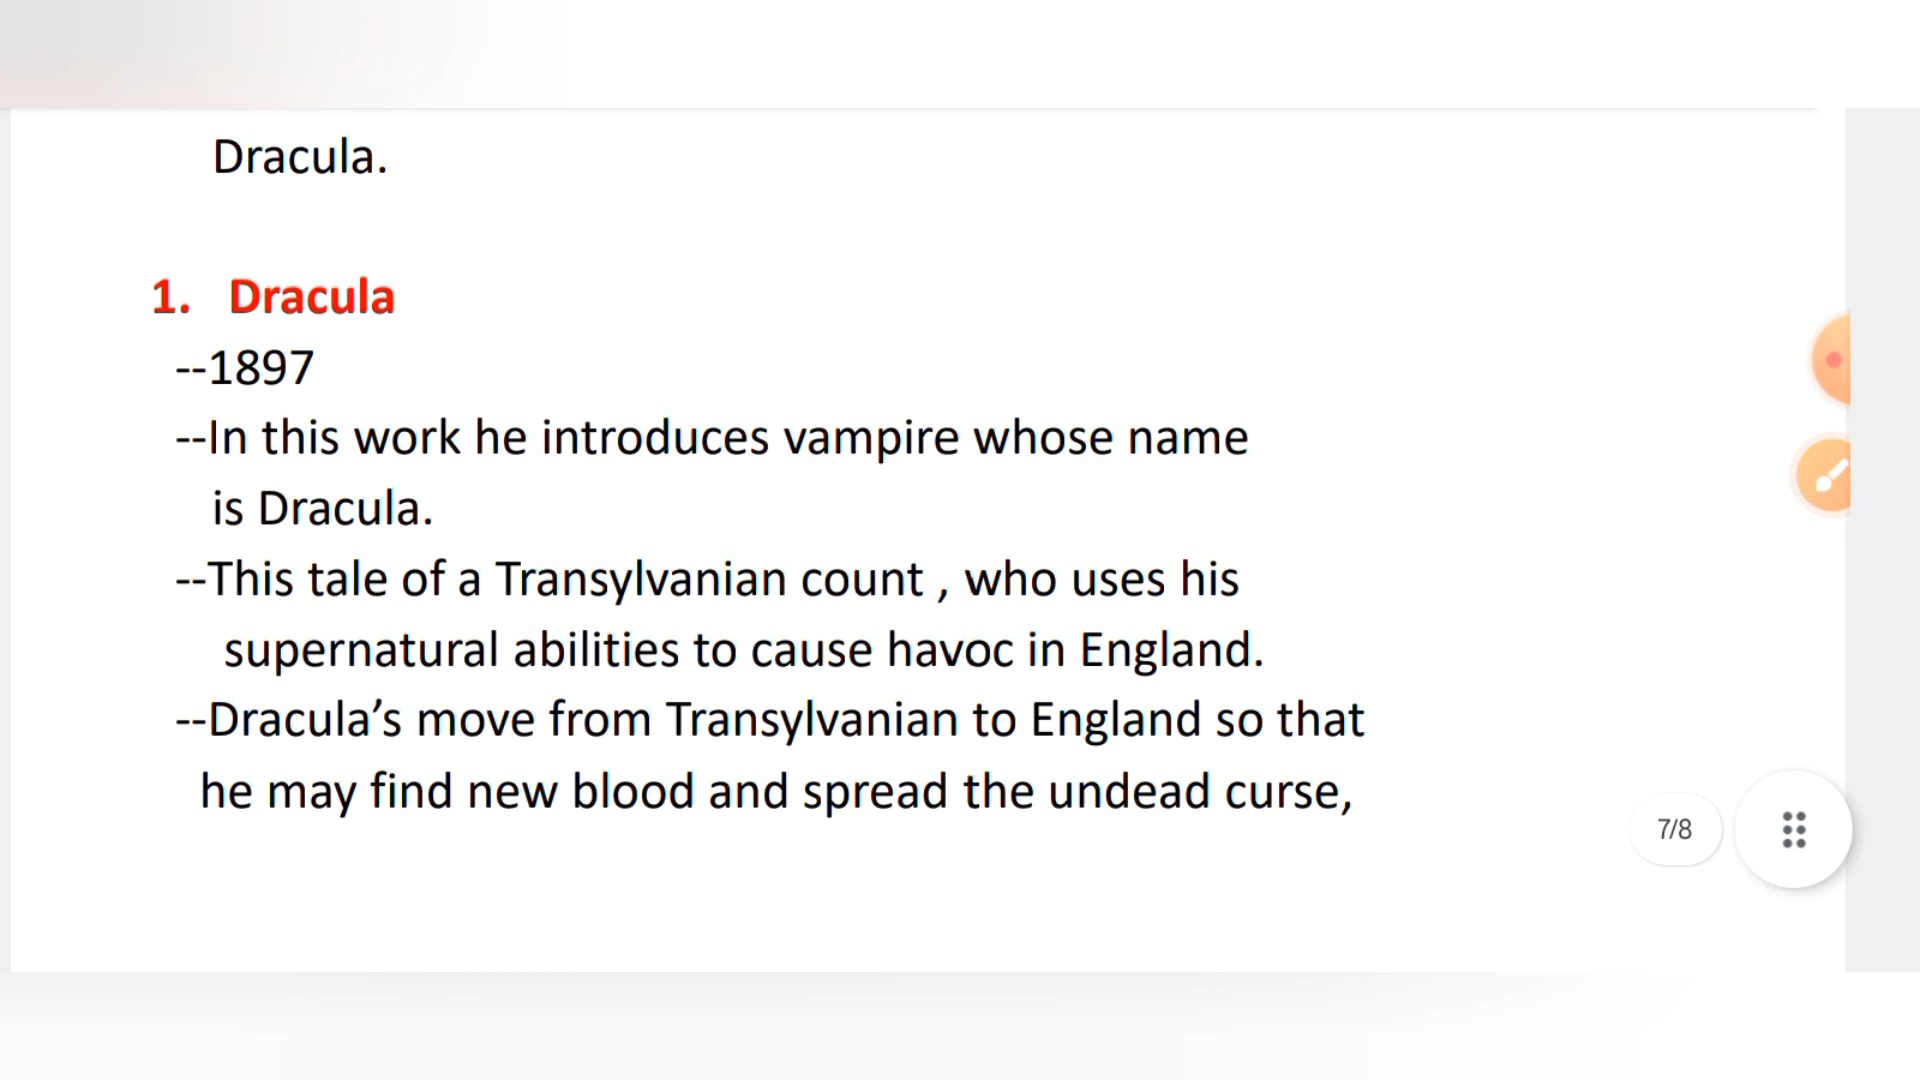 Dracula.
1. Dracula
--1897
--In this work he introduces vampire whose name
is Dracula.
--This tale of a Transylvanian count , who uses his
supernatural abilities to cause havoc in England.
--Dracula’s move from Transylvanian to England so that
he may find new blood and spread the undead curse,
7/8